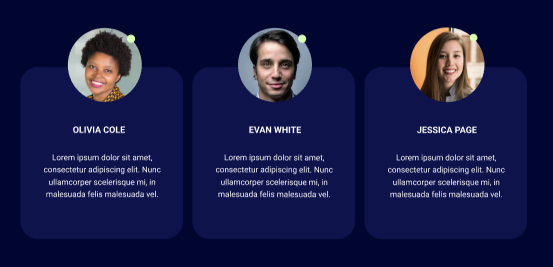 OLIVIA COLE
Lorem ipsum dolor sit amet,
consectetur adipiscing elit. Nunc
ullamcorper scelerisque mi, in
malesuada felis malesuada vel.
EVAN WHITE
Lorem ipsum dolor sit amet,
consectetur adipiscing elit. Nunc
ullamcorper scelerisque mi, in
malesuada felis malesuada vel.
JESSICA PAGE
Lorem ipsum dolor sit amet,
consectetur adipiscing elit. Nunc
ullamcorper scelerisque mi, in
malesuada felis malesuada vel.